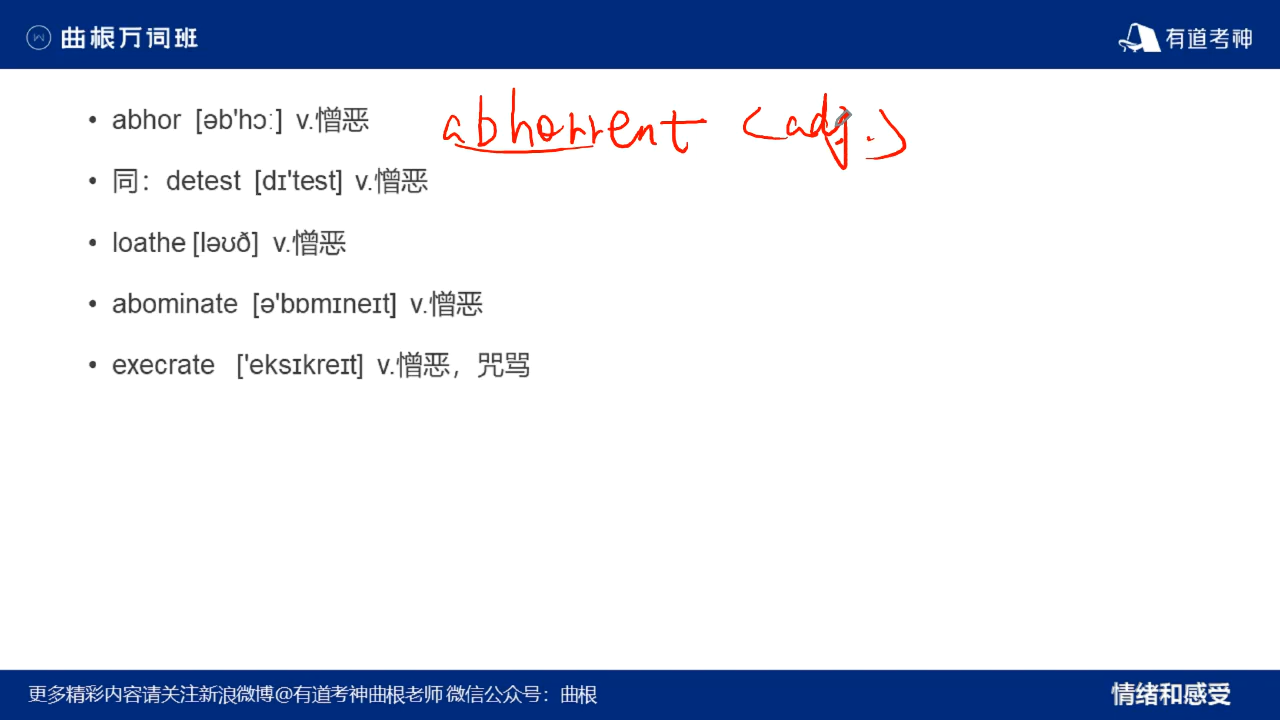 曲根万词班
有道考神
• abhor [əb'hɔː] v.憎恶 abhorrent (adj.)
• 同：detest [dɪ'test] v.憎恶
• loathe [ləʊð] v.憎恶
• abominate [ə'bɒmɪneɪt] v.憎恶
• execrate ['eksɪkreɪt] v.憎恶，咒骂
更多精彩内容请关注新浪微博@有道考神曲根老师 微信公众号：曲根
情绪和感受